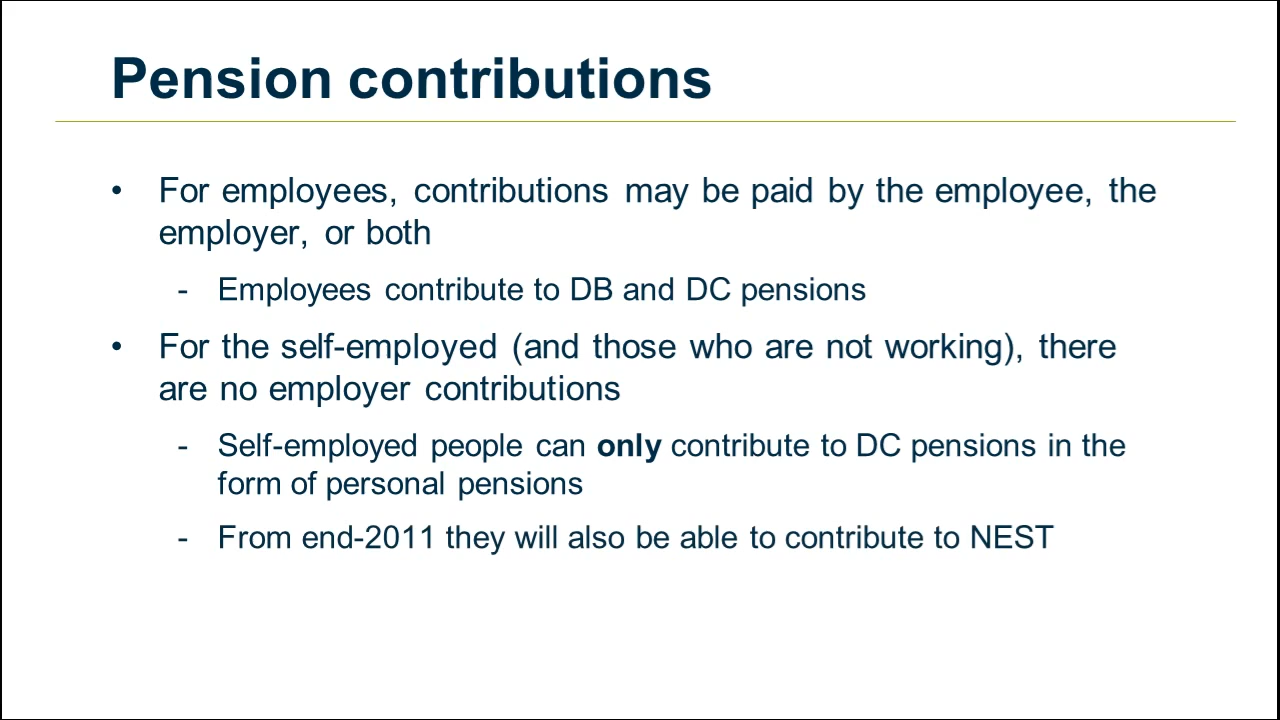 Pension contributions
• For employees, contributions may be paid by the employee, the
employer, or both
- Employees contribute to DB and DC pensions
• For the self-employed (and those who are not working), there
are no employer contributions
- Self-employed people can only contribute to DC pensions in the
form of personal pensions
- From end-2011 they will also be able to contribute to NEST